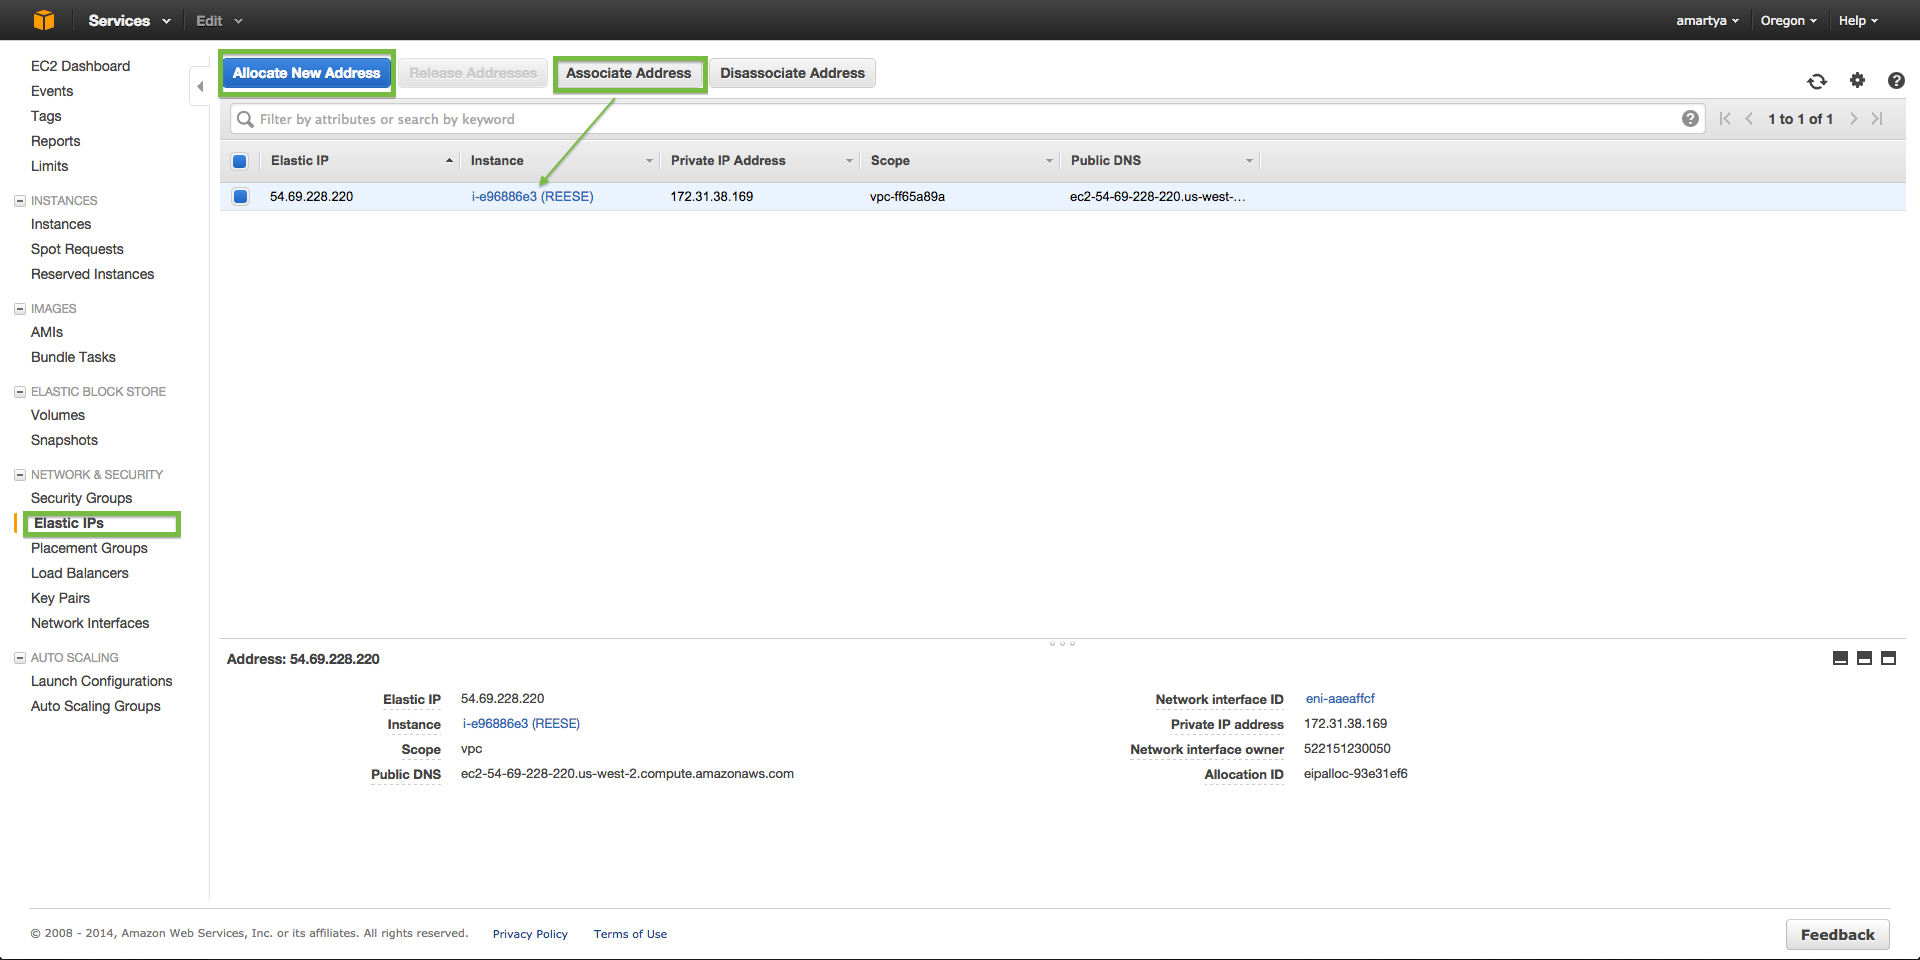 Services Edit amartya Oregon Help
EC2 Dashboard
Events
Tags
Reports
Limits
INSTANCES
Instances
Spot Requests
Reserved Instances
IMAGES
AMIs
Bundle Tasks
ELASTIC BLOCK STORE
Volumes
Snapshots
NETWORK & SECURITY
Security Groups
Elastic IPs
Placement Groups
Load Balancers
Key Pairs
Network Interfaces
AUTO SCALING
Launch Configurations
Auto Scaling Groups
Allocate New Address Release Addresses Associate Address Disassociate Address
Filter by attributes or search by keyword 1 to 1 of 1
Elastic IP Instance Private IP Address Scope Public DNS
54.69.228.220 i-e96886e3 (REESE) 172.31.38.169 vpc-ff65a89a ec2-54-69-228-220.us-west-...
Address: 54.69.228.220
Elastic IP 54.69.228.220 Network interface ID eni-aaeaffcf
Instance i-e96886e3 (REESE) Private IP address 172.31.38.169
Scope vpc Network interface owner 522151230050
Public DNS ec2-54-69-228-220.us-west-2.compute.amazonaws.com Allocation ID eipalloc-93e31ef6
© 2008 - 2014, Amazon Web Services, Inc. or its affiliates. All rights reserved. Privacy Policy Terms of Use Feedback